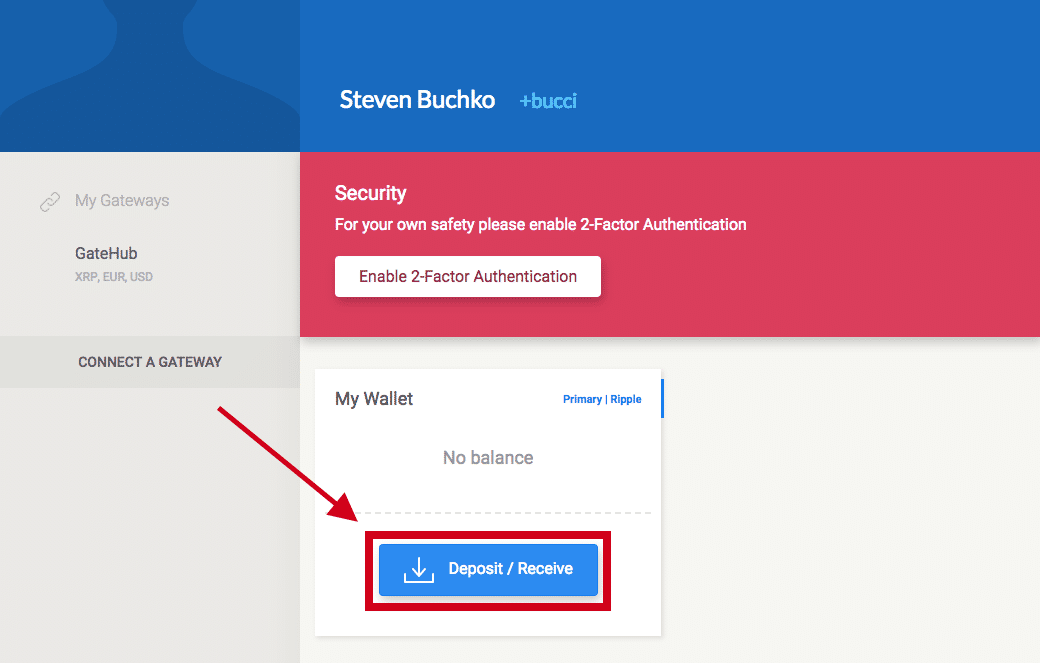 Steven Buchko +bucci
My Gateways
GateHub
XRP, EUR, USD
CONNECT A GATEWAY
Security
For your own safety please enable 2-Factor Authentication
Enable 2-Factor Authentication
My Wallet Primary | Ripple
No balance
Deposit / Receive